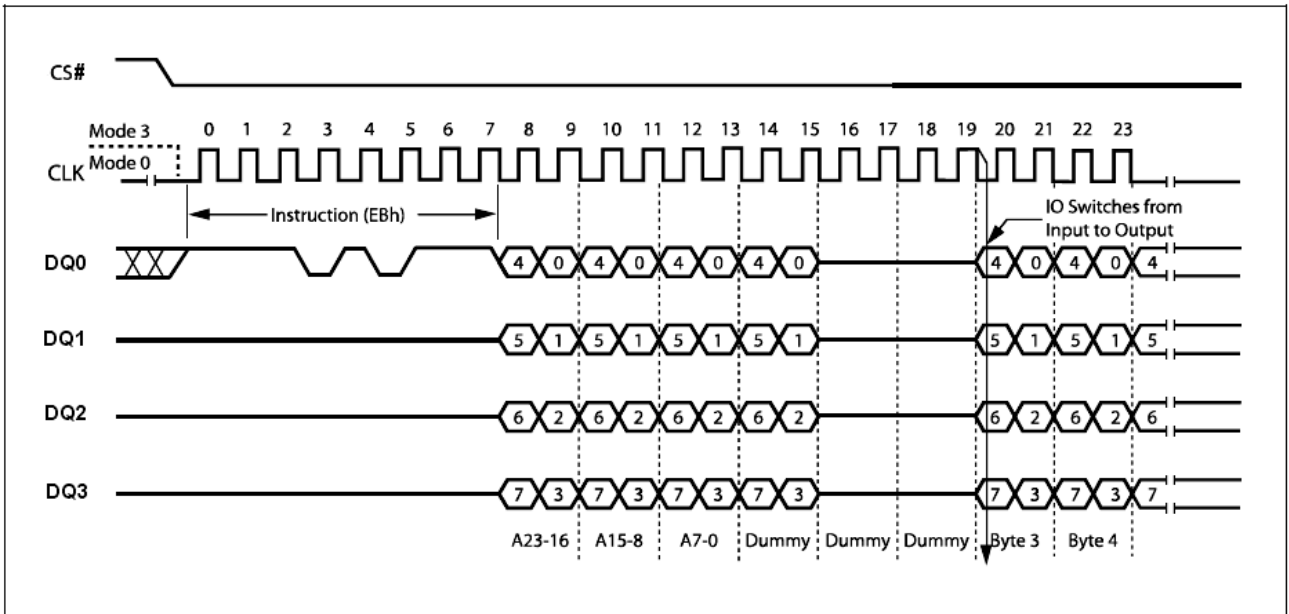 CS#
Mode 3 0 1 2 3 4 5 6 7 8 9 10 11 12 13 14 15 16 17 18 19 20 21 22 23
CLK Mode 0
Instruction (EBh)
IO Switches from
Input to Output
DQ0 4 0 4 0 4 0 4 0 4 0 4 0 4
DQ1 5 1 5 1 5 1 5 1 5 1 5 1 5
DQ2 6 2 6 2 6 2 6 2 6 2 6 2 6
DQ3 7 3 7 3 7 3 7 3 7 3 7 3 7
A23-16 A15-8 A7-0 Dummy Dummy Dummy Byte 3 Byte 4